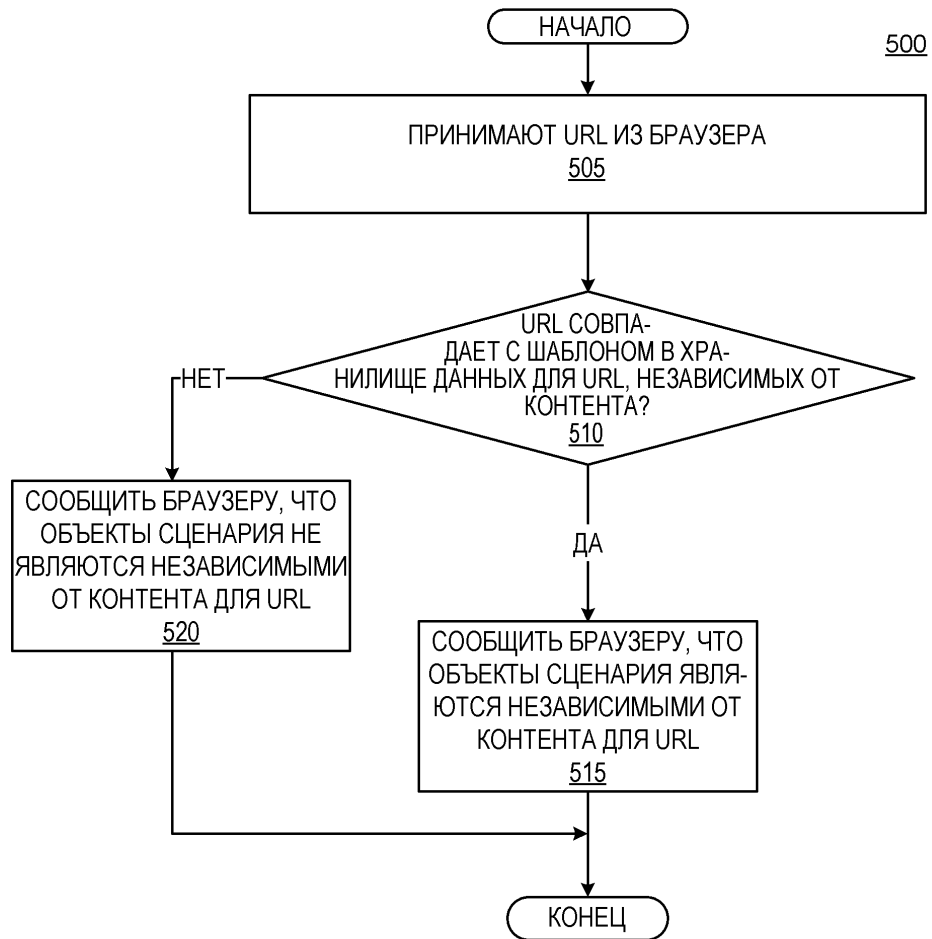 НАЧАЛО
500
ПРИНИМАЮТ URL ИЗ БРАУЗЕРА
505
URL СОВПА-
ДАЕТ С ШАБЛОНОМ В ХРА-
НИЛИЩЕ ДАННЫХ ДЛЯ URL, НЕЗАВИСИМЫХ ОТ
КОНТЕНТА?
510
НЕТ
СООБЩИТЬ БРАУЗЕРУ, ЧТО
ОБЪЕКТЫ СЦЕНАРИЯ НЕ
ЯВЛЯЮТСЯ НЕЗАВИСИМЫМИ
ОТ КОНТЕНТА ДЛЯ URL
520
ДА
СООБЩИТЬ БРАУЗЕРУ, ЧТО
ОБЪЕКТЫ СЦЕНАРИЯ ЯВЛЯ-
ЮТСЯ НЕЗАВИСИМЫМИ ОТ
КОНТЕНТА ДЛЯ URL
515
КОНЕЦ